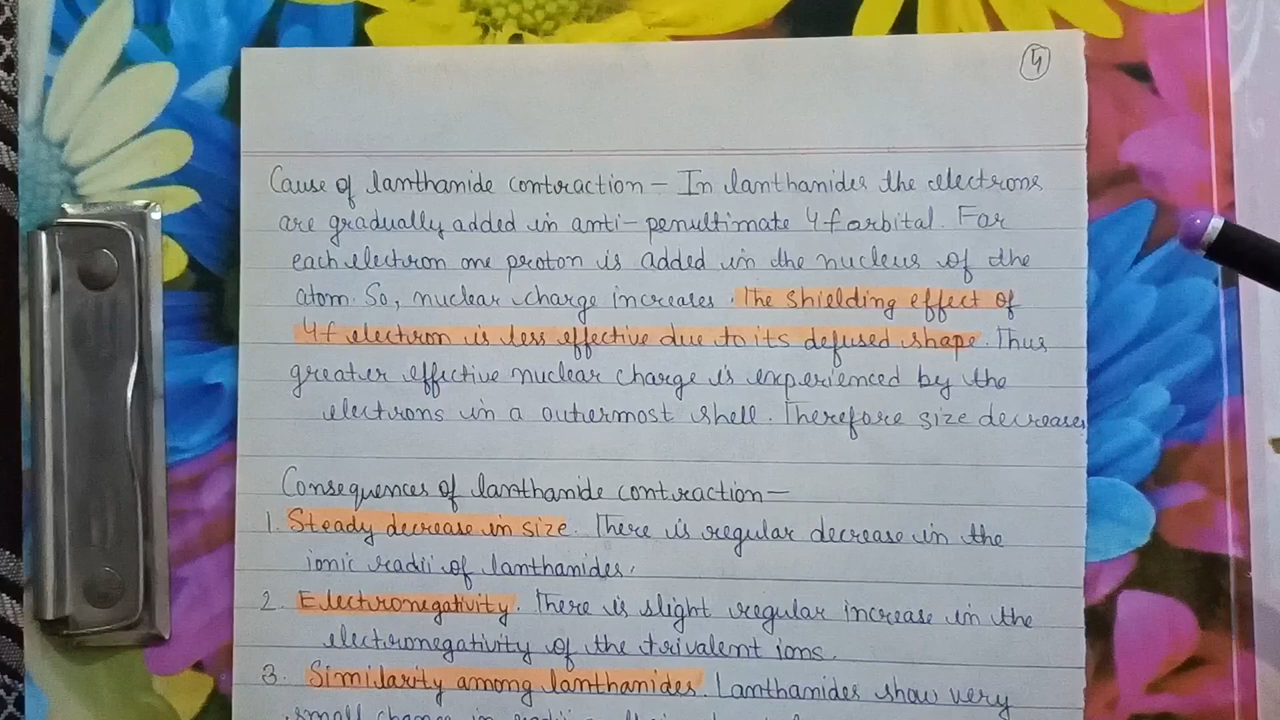 4
Cause of lanthanide contraction – In lanthanides the electrons
are gradually added in anti-penultimate 4f orbital. For
each electron one proton is added in the nucleus of the
atom. So, nuclear charge increases. The shielding effect of
4f electron is less effective due to its defused shape. Thus
greater effective nuclear charge is experienced by the
electrons in a outermost shell. Therefore size decreases
Consequences of lanthanide contraction –
1. Steady decrease in size. There is regular decrease in the
ionic radii of lanthanides.
2. Electronegativity. There is slight regular increase in the
electronegativity of the trivalent ions.
3. Similarity among lanthanides. Lanthanides show very
small change in radii